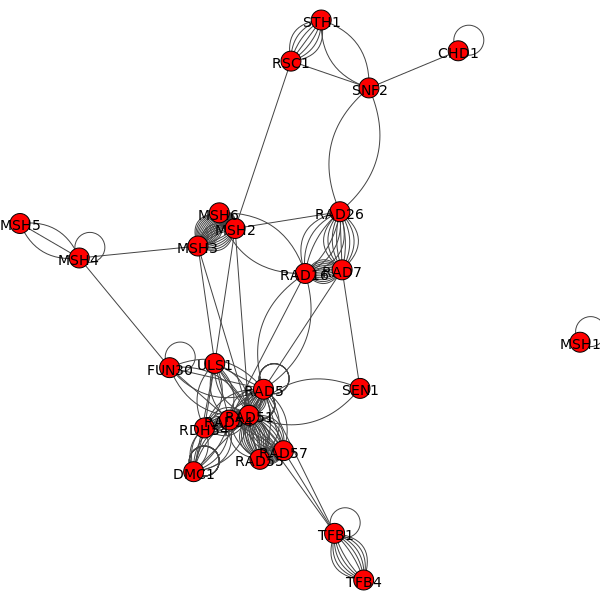 STH1
CHD1
RSC1
SNF2
MSH6
RAD26
MSH5
MSH2
MSH3
MSH4
RAD16
RAD7
MSH1
ULS1
FUN30
RAD5
SEN1
RAD51
RAD54
RDH54
RAD57
RAD55
DMC1
TFB1
TFB4